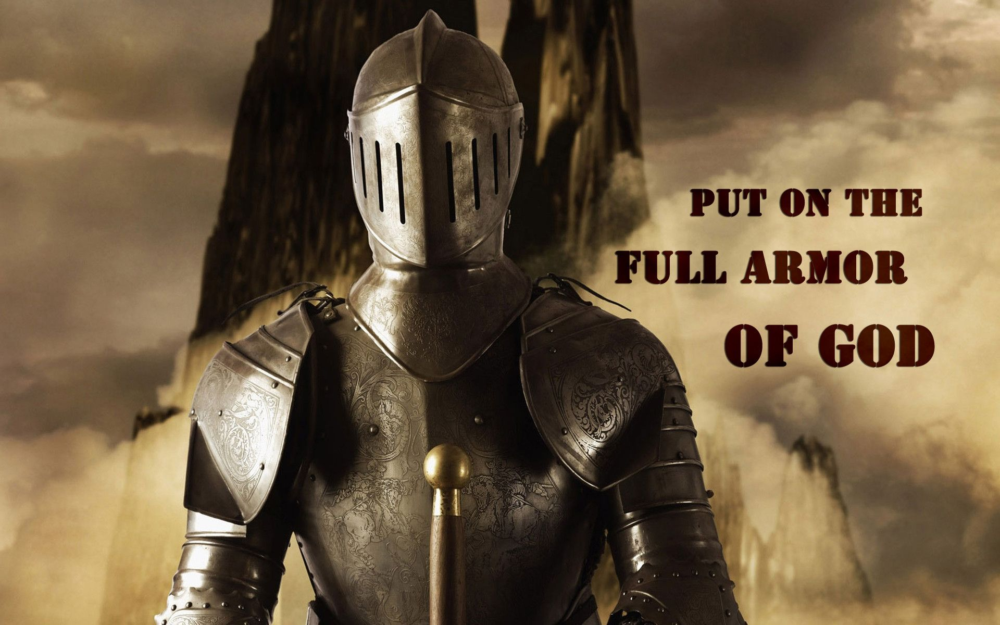 PUT ON THE
FULL ARMOR
OF GOD